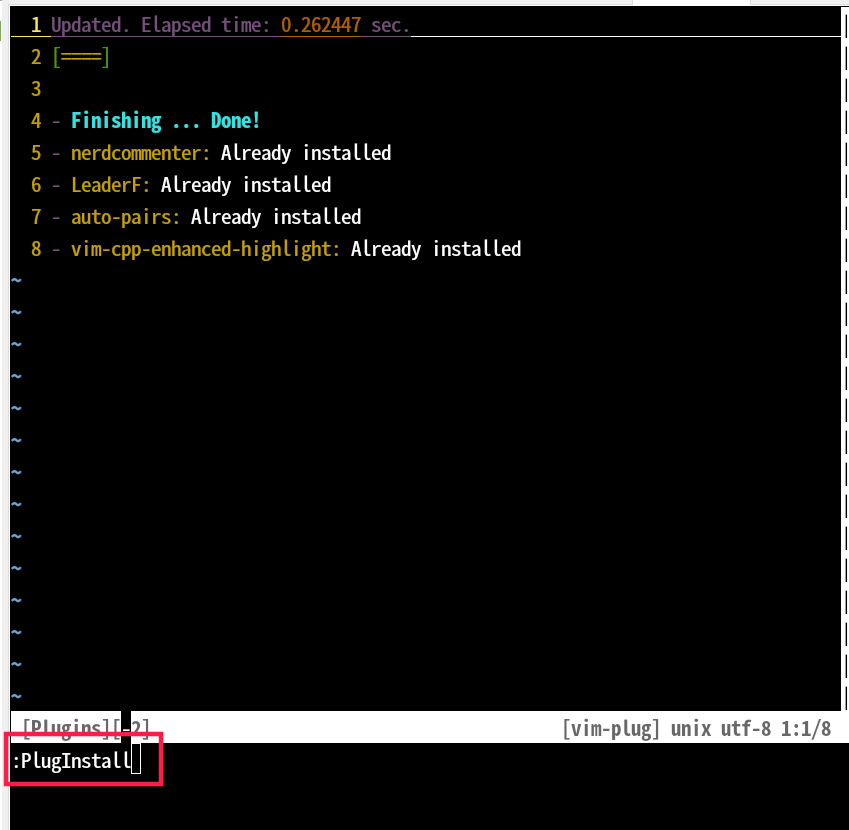 1 Updated. Elapsed time: 0.262447 sec.
2 [====]
3
4 - Finishing ... Done!
5 - nerdcommenter: Already installed
6 - LeaderF: Already installed
7 - auto-pairs: Already installed
8 - vim-cpp-enhanced-highlight: Already installed
~
~
~
~
~
~
~
~
~
~
~
~
~
~
[Plugins][-2] [vim-plug] unix utf-8 1:1/8
:PlugInstall